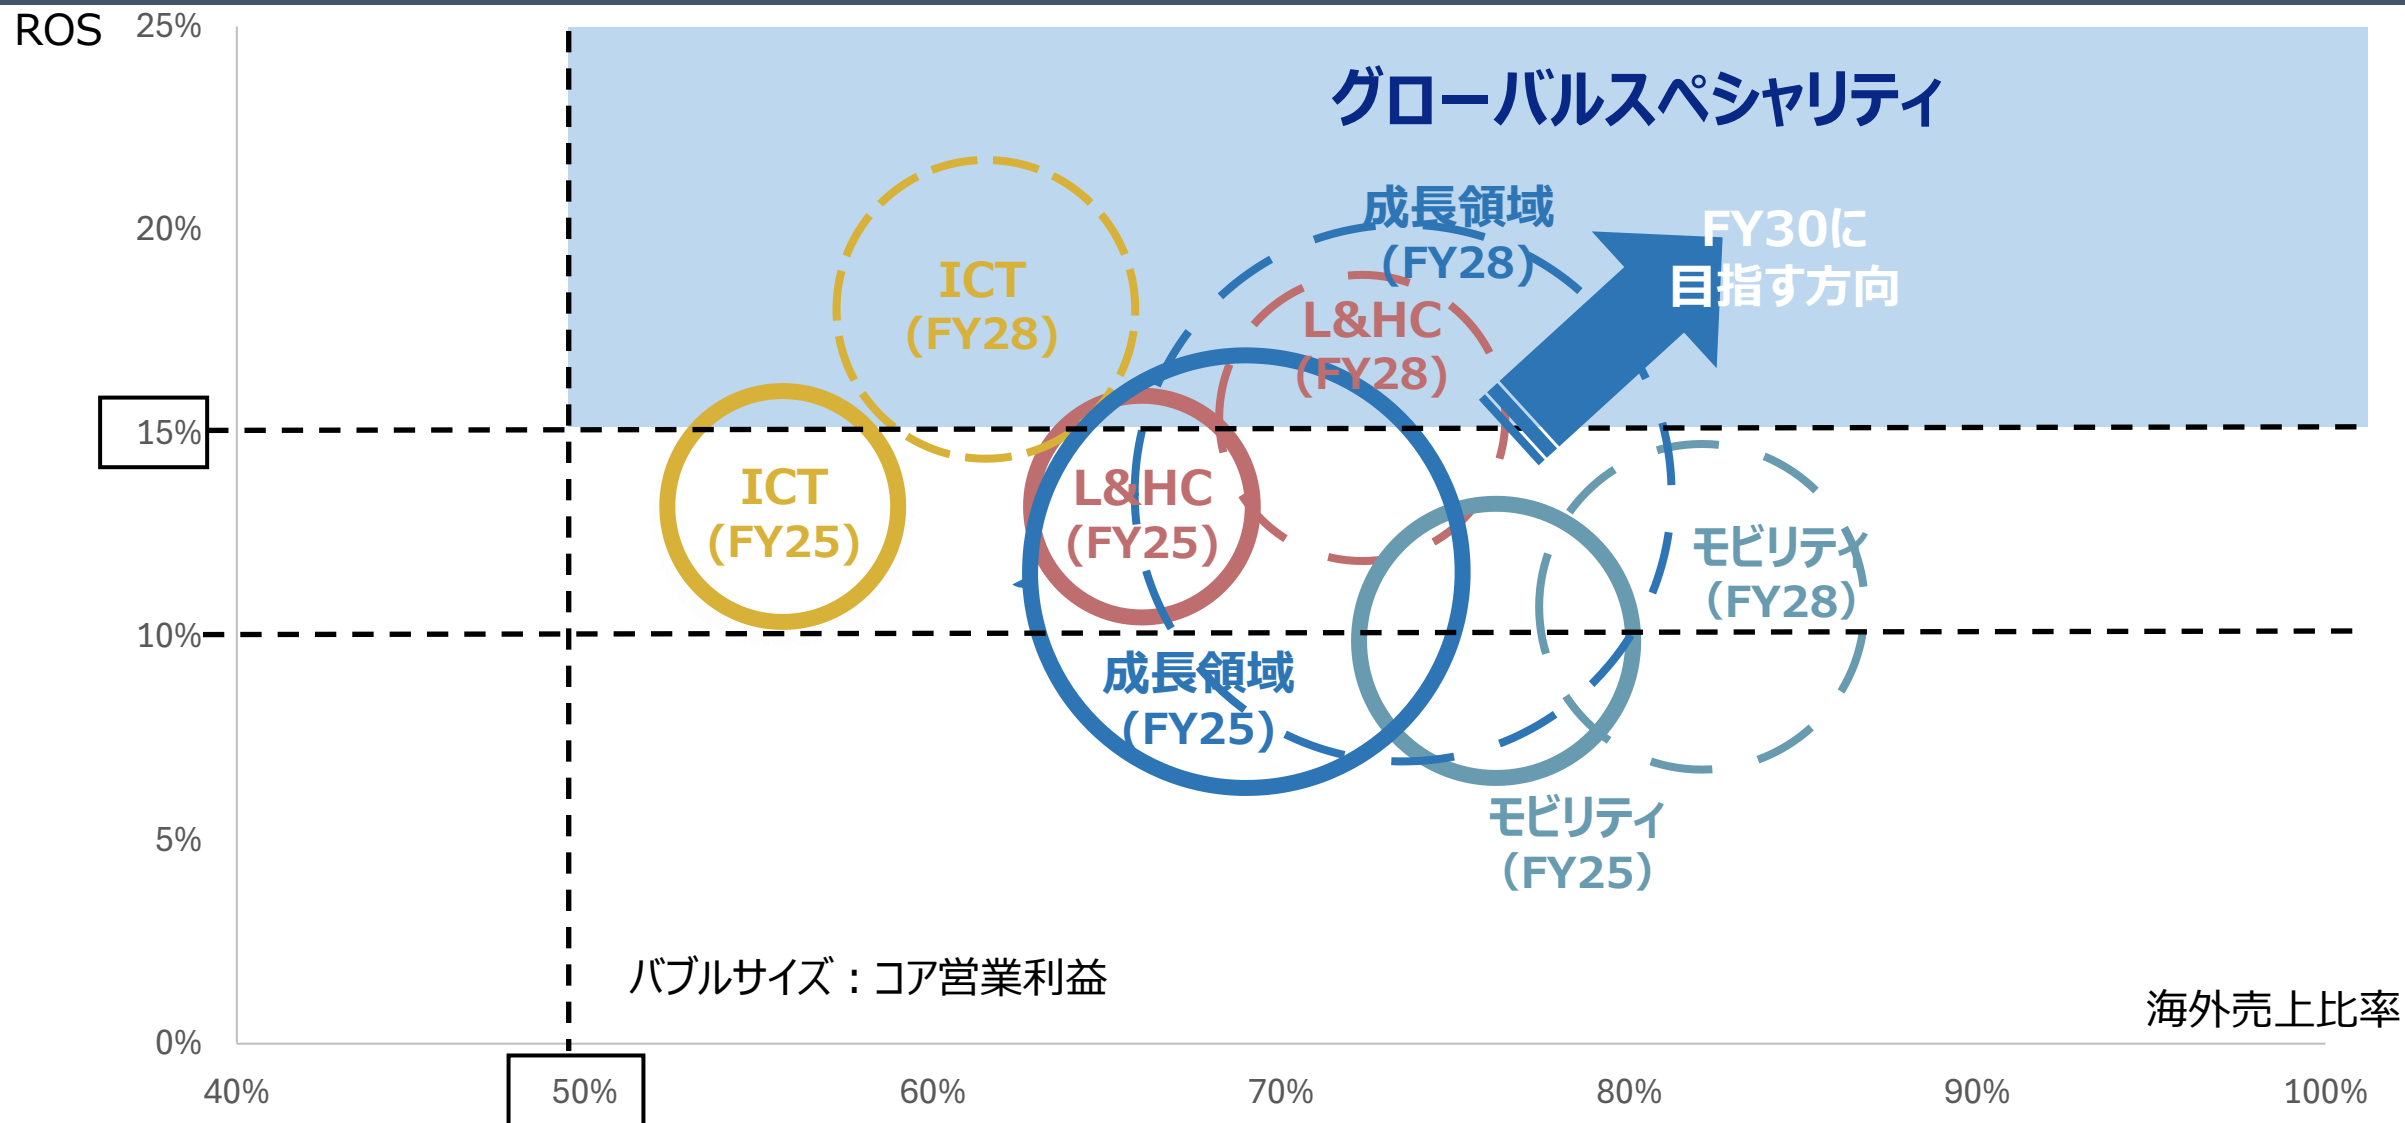 ROS
25%
グローバルスペシャリティ
20%
成長領域
(FY28)
FY30に
目指す方向
ICT
(FY28)
L&HC
(FY28)
15%
ICT
(FY25)
L&HC
(FY25)
モビリティ
(FY28)
10%
成長領域
(FY25)
5%
モビリティ
(FY25)
バブルサイズ：コア営業利益
海外売上比率
0%
40%
50%
60%
70%
80%
90%
100%